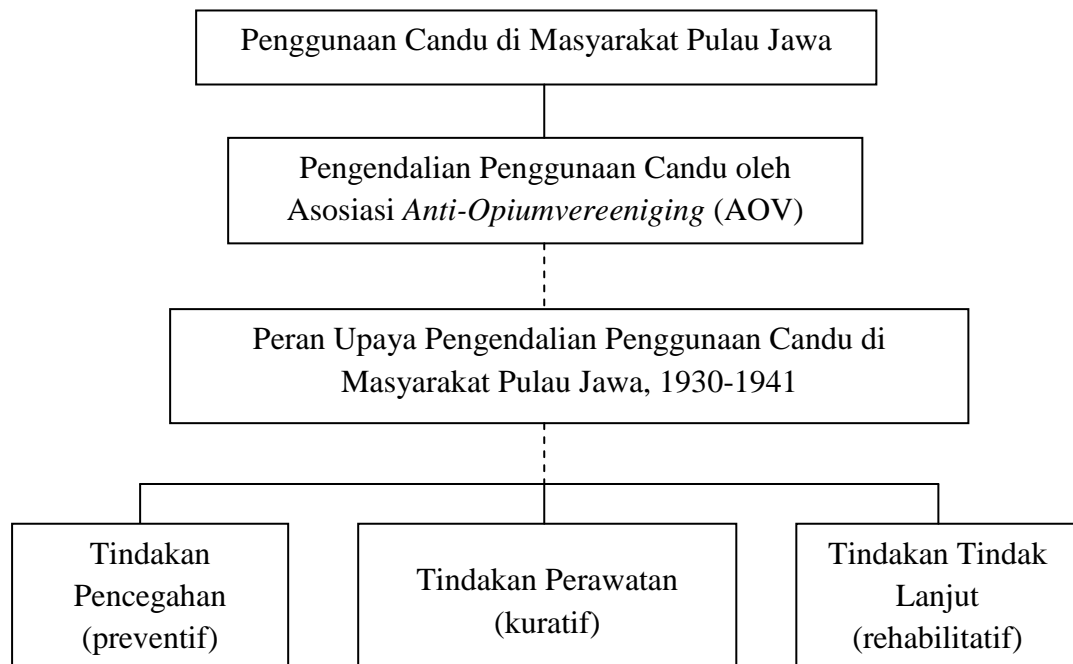 Penggunaan Candu di Masyarakat Pulau Jawa
Pengendalian Penggunaan Candu oleh
Asosiasi Anti-Opiumvereeniging (AOV)
Peran Upaya Pengendalian Penggunaan Candu di
Masyarakat Pulau Jawa, 1930-1941
Tindakan
Pencegahan
(preventif)
Tindakan Perawatan
(kuratif)
Tindakan Tindak
Lanjut
(rehabilitatif)